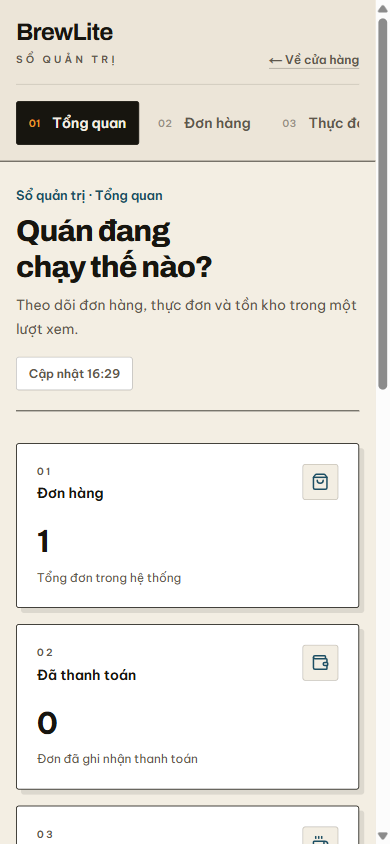 BrewLite
SỔ QUẢN TRỊ
← Về cửa hàng
01 Tổng quan
02 Đơn hàng
03 Thực
Sổ quản trị · Tổng quan
Quán đang
chạy thế nào?
Theo dõi đơn hàng, thực đơn và tồn kho trong một
lượt xem.
Cập nhật 16:29
01
Đơn hàng
1
Tổng đơn trong hệ thống
02
Đã thanh toán
0
Đơn đã ghi nhận thanh toán
03